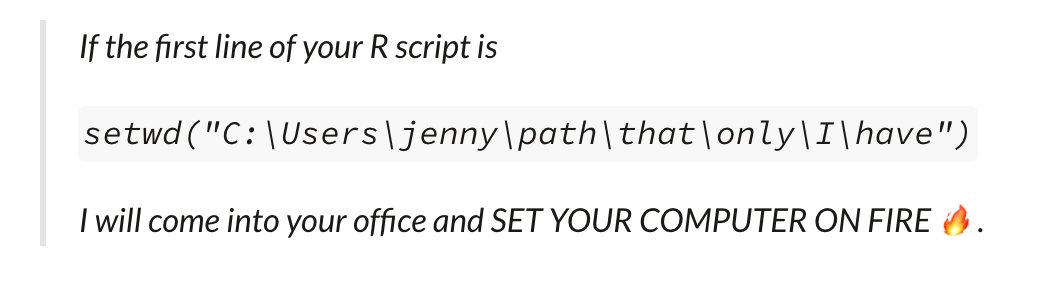 If the first line of your R script is
setwd("C:\Users\jenny\path\that\only\I\have")
I will come into your office and SET YOUR COMPUTER ON FIRE 🔥.